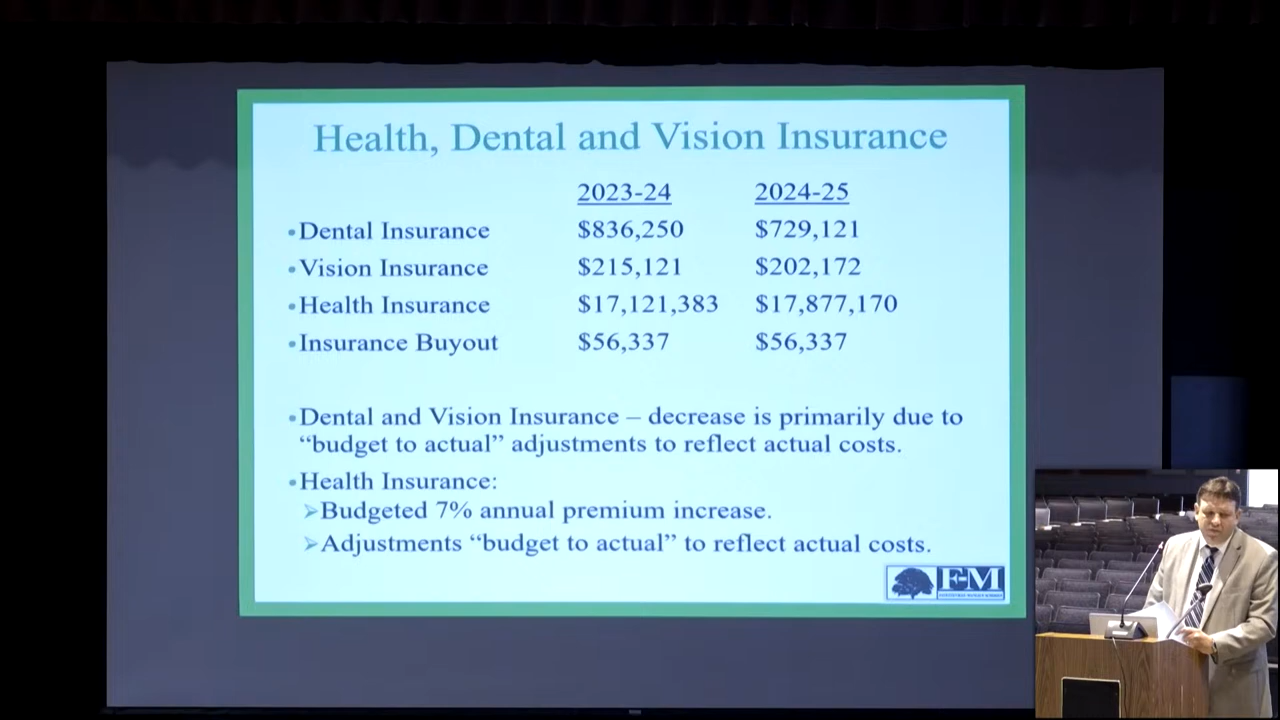 Health, Dental and Vision Insurance
2023-24 2024-25
•Dental Insurance $836,250 $729,121
•Vision Insurance $215,121 $202,172
•Health Insurance $17,121,383 $17,877,170
•Insurance Buyout $56,337 $56,337
•Dental and Vision Insurance – decrease is primarily due to
“budget to actual” adjustments to reflect actual costs.
•Health Insurance:
➢Budgeted 7% annual premium increase.
➢Adjustments “budget to actual” to reflect actual costs.
F-M